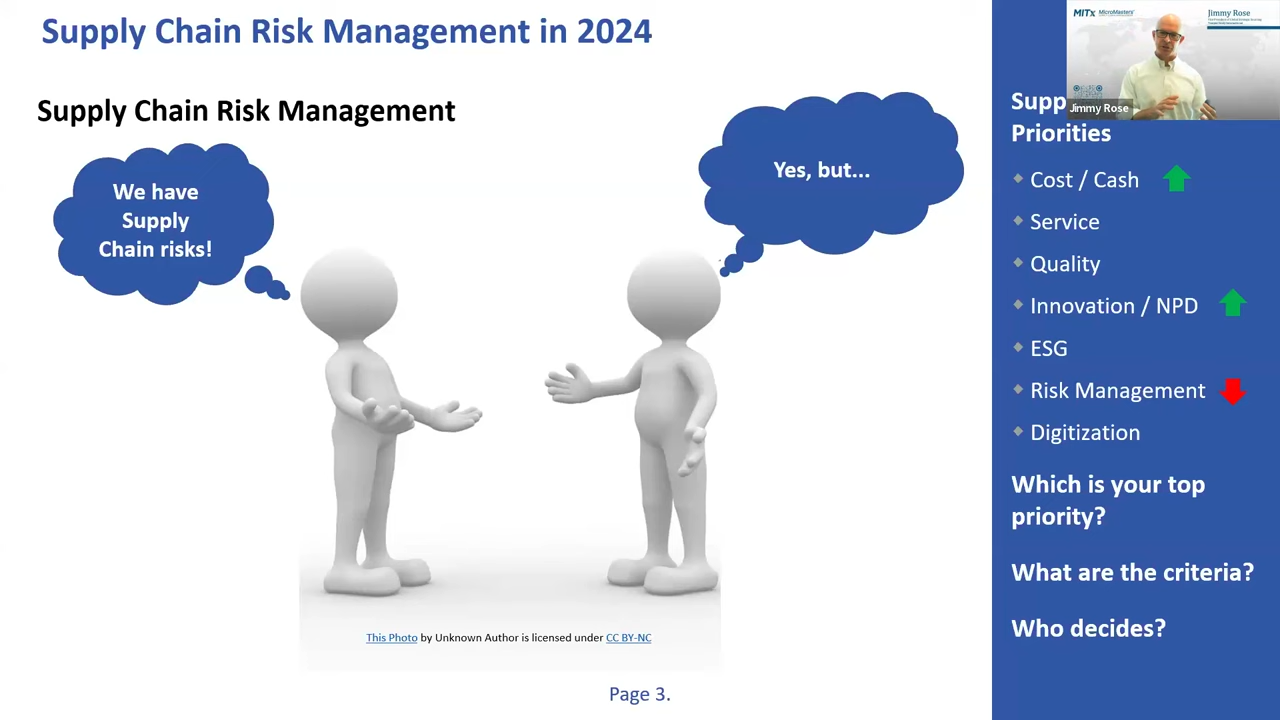 Supply Chain Risk Management in 2024
Supply Chain Risk Management
We have
Supply
Chain risks!
Yes, but...
This Photo by Unknown Author is licensed under CC BY-NC
Page 3.
MITx MicroMasters
Jimmy Rose
Jimmy Rose
Priorities
Cost / Cash
Service
Quality
Innovation / NPD
ESG
Risk Management
Digitization
Which is your top
priority?
What are the criteria?
Who decides?